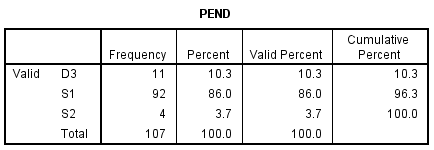 PEND
Frequency Percent Valid Percent Cumulative Percent
Valid D3 11 10.3 10.3 10.3
S1 92 86.0 86.0 96.3
S2 4 3.7 3.7 100.0
Total 107 100.0 100.0